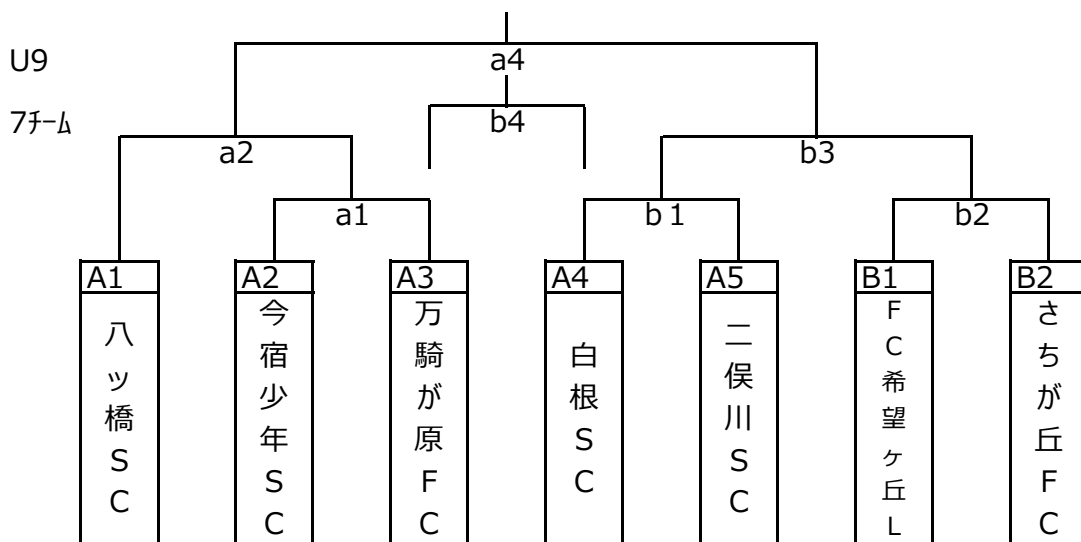 U9
a4
7ﾁｰﾑ
b4
a2
b3
a1
b 1
b2
A1
A2
A3
A4
A5
B1
B2
八ッ橋SC
今宿少年SC
万騎が原FC
白根SC
二俣川SC
FC希望ヶ丘L
さちが丘FC